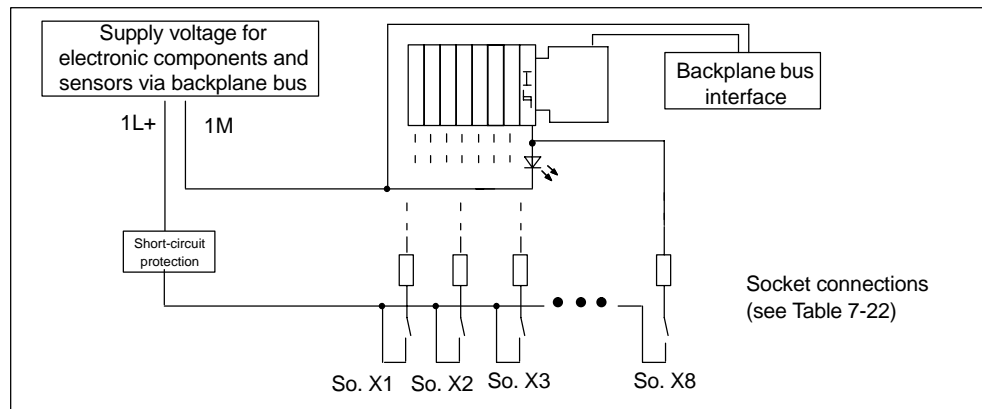 Supply voltage for
electronic components and
sensors via backplane bus
Backplane bus
interface
1L+
1M
Short-circuit
protection
Socket connections
(see Table 7-22)
So. X1
So. X2
So. X3
So. X8